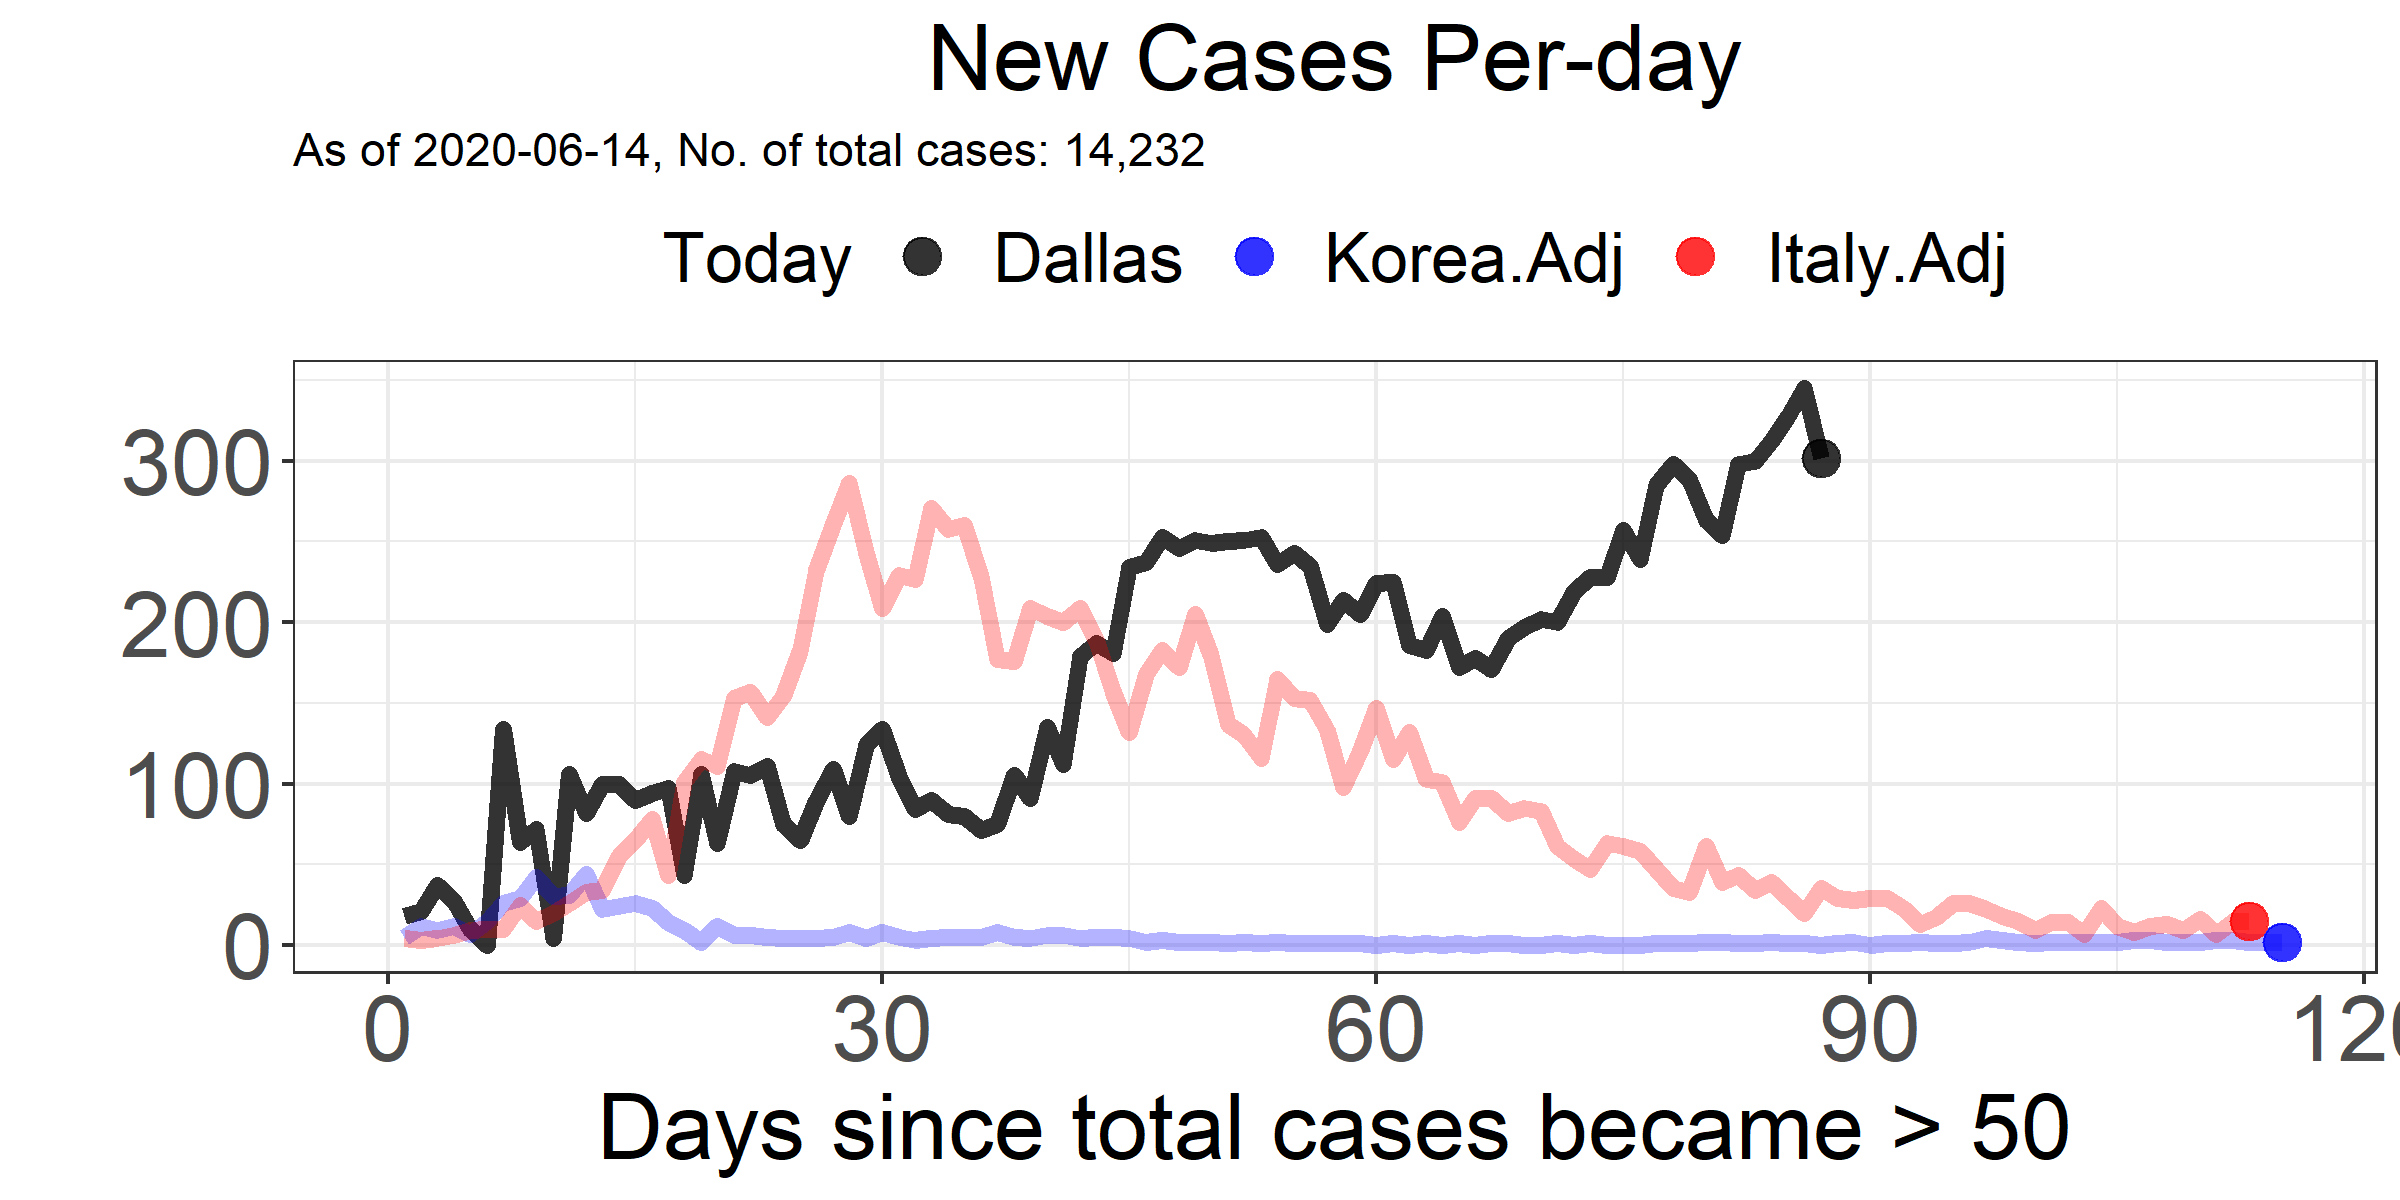 New Cases Per-day
As of 2020-06-14, No. of total cases: 14,232
Today Dallas Korea.Adj Italy.Adj
300
200
100
0
0 30 60 90 120
Days since total cases became > 50